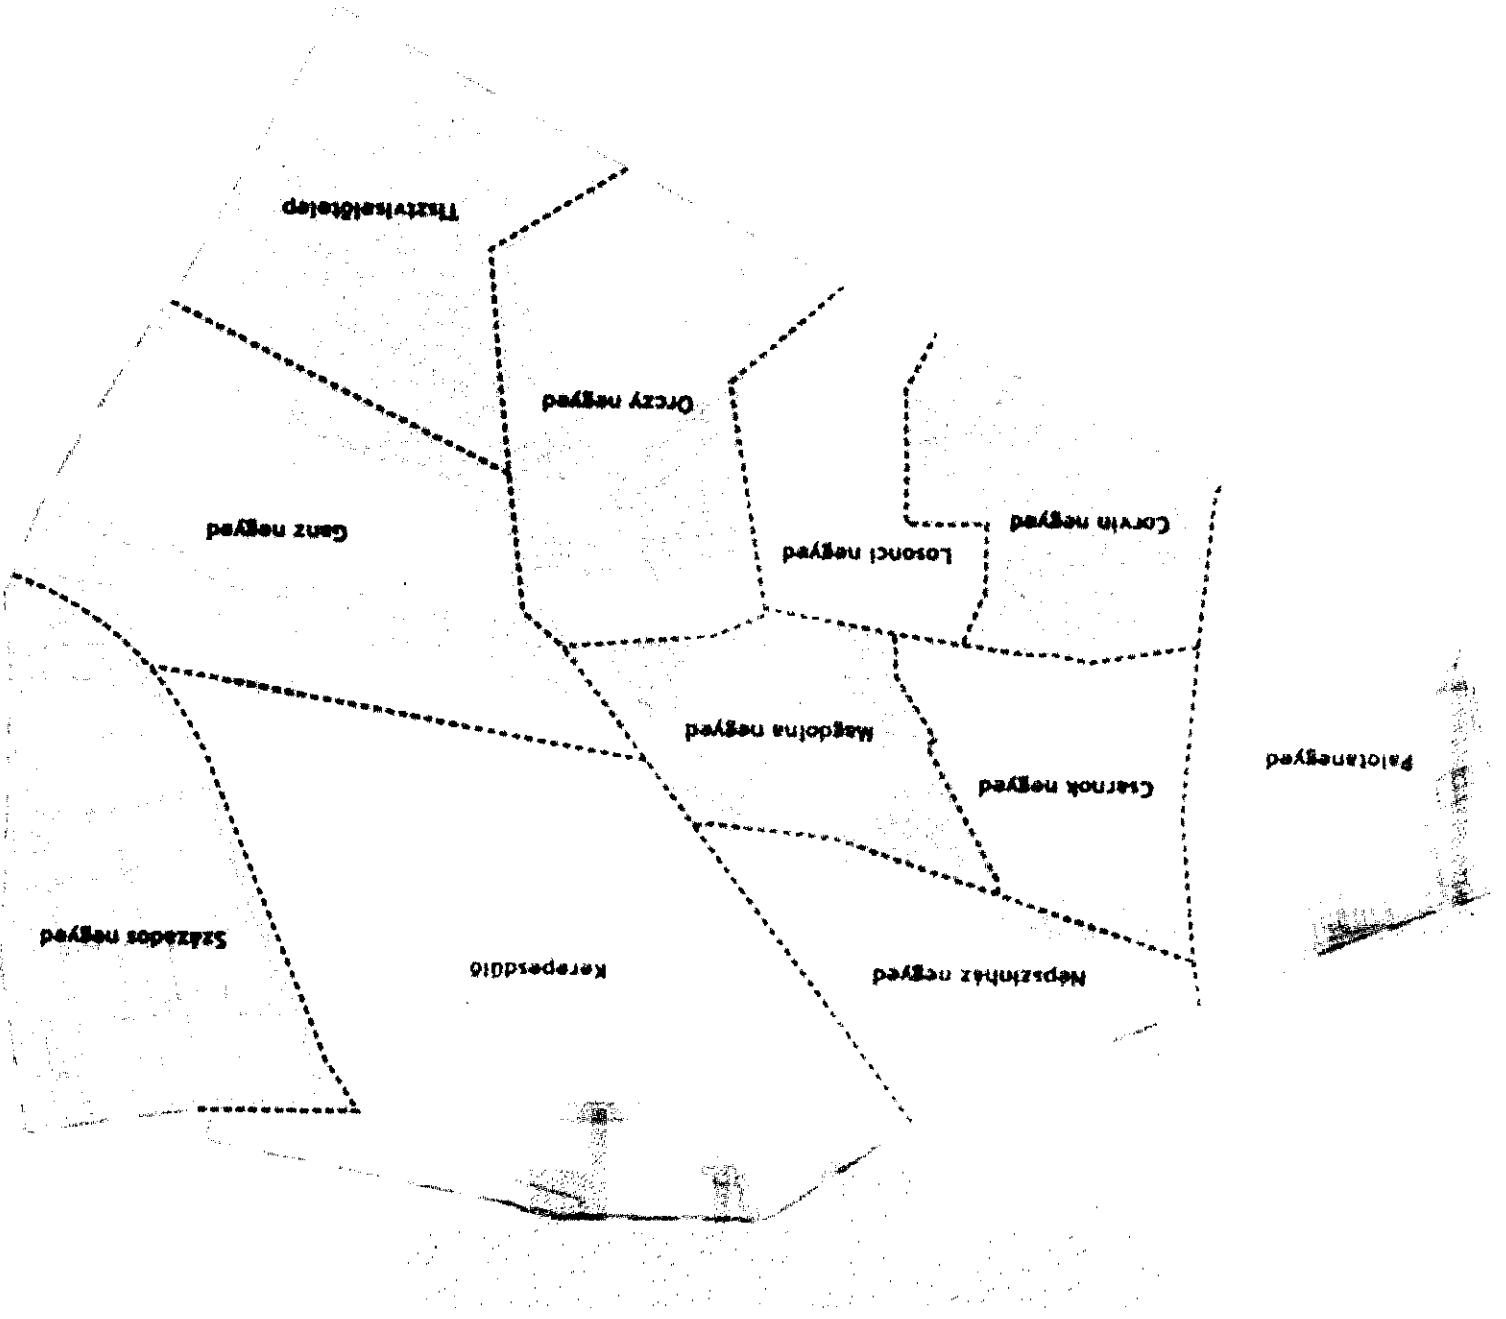 Népszínház negyed
Kerepesdűlő
Százados negyed
Palotanegyed
Csarnok negyed
Magdolna negyed
Losonci negyed
Corvin negyed
Ganz negyed
Orczy negyed
Tisztviselőtelep